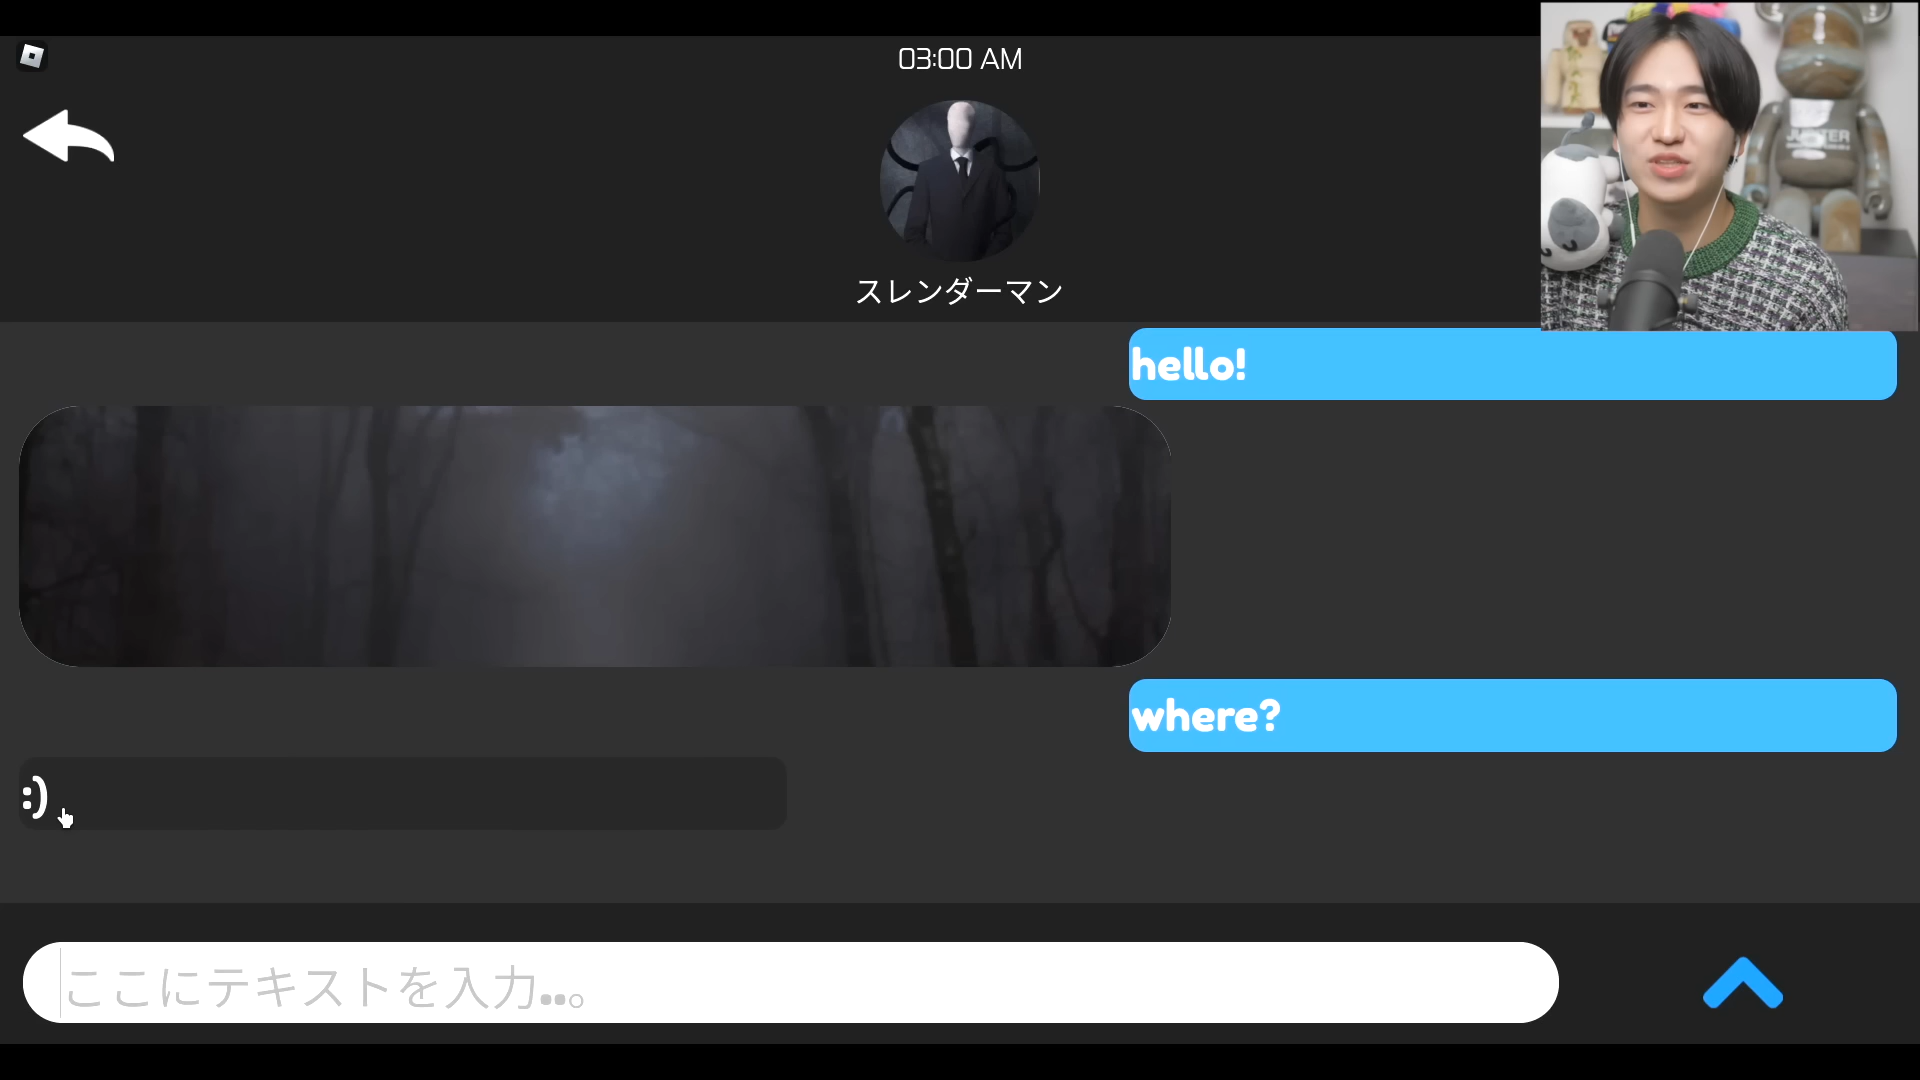 03:00 AM
スレンダーマン
hello!
where?
:)
ここにテキストを入力...。